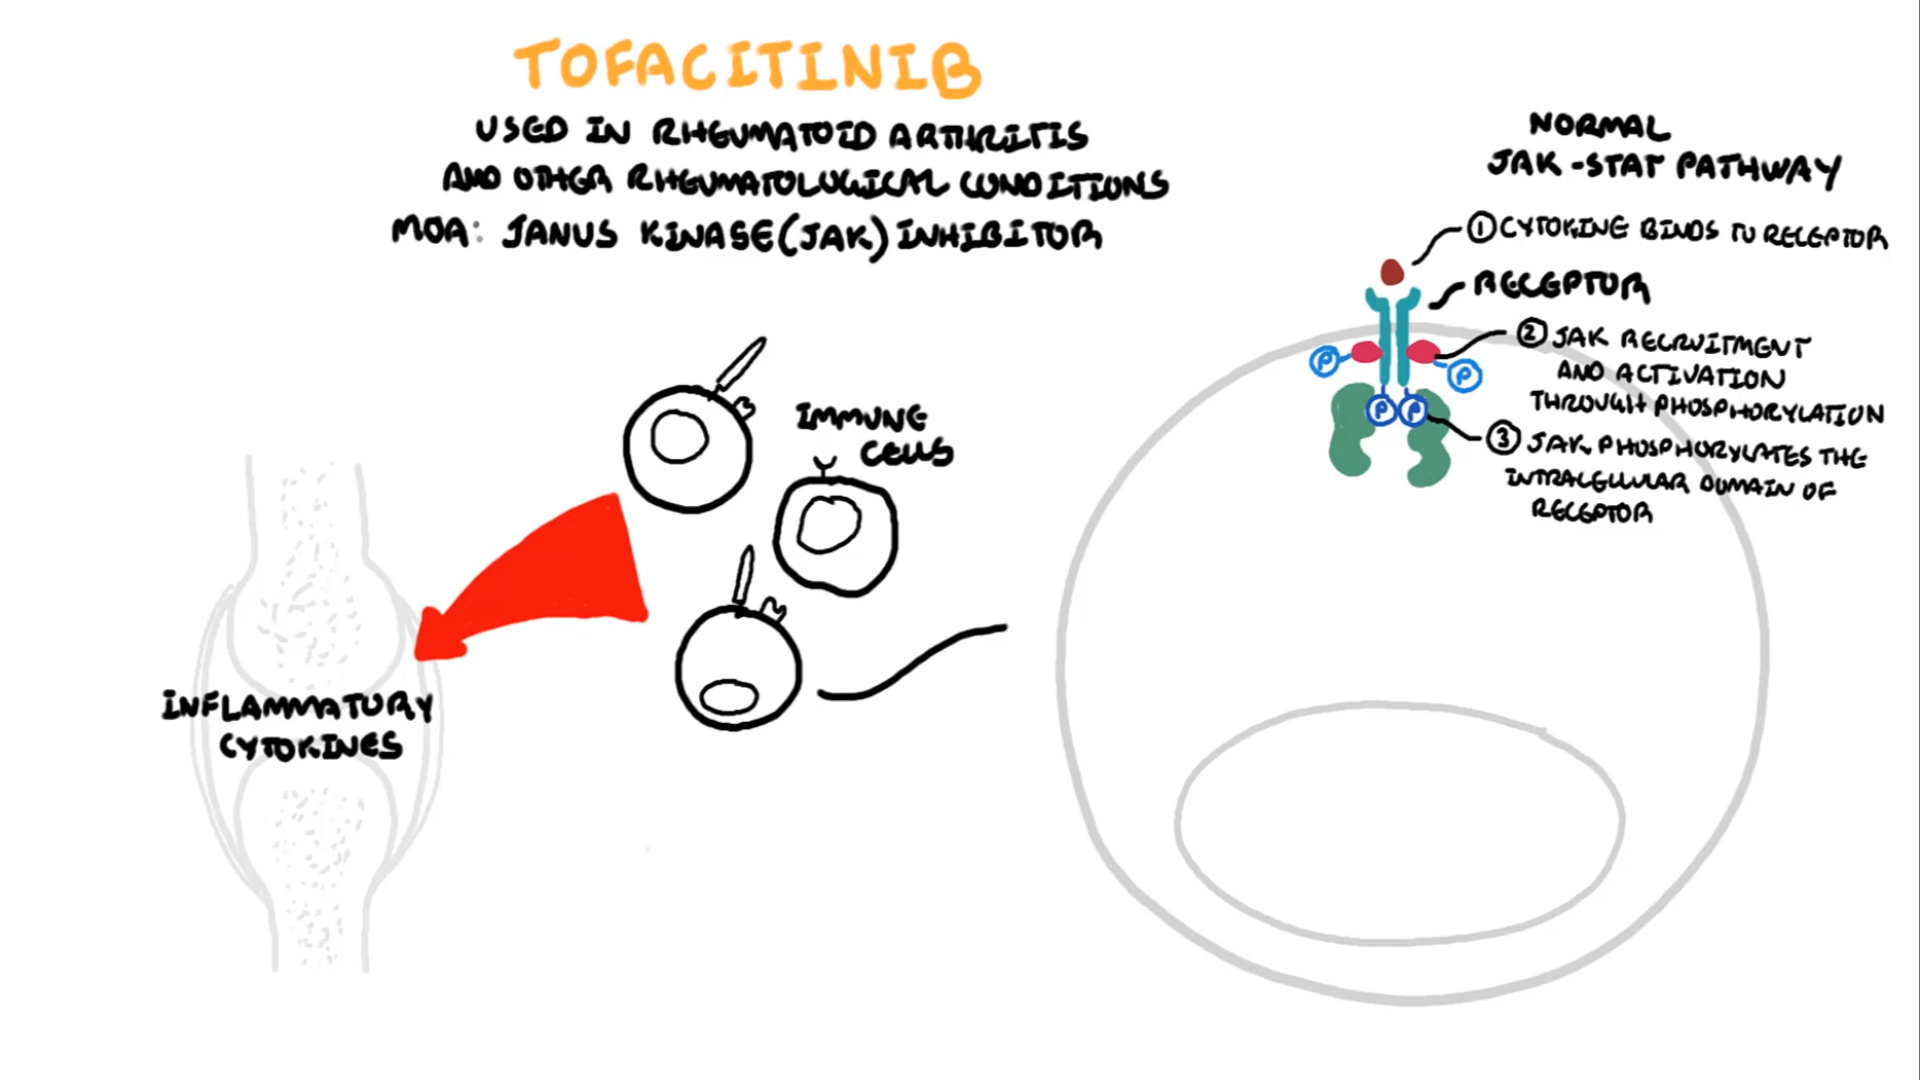 TOFACITINIB
USED IN RHEUMATOID ARTHRITIS
AND OTHER RHEUMATOLOGICAL CONDITIONS
MOA: JANUS KINASE (JAK) INHIBITOR
NORMAL
JAK-STAT PATHWAY
① CYTOKINE BINDS TO RECEPTOR
RECEPTOR
② JAK RECRUITMENT
AND ACTIVATION
THROUGH PHOSPHORYLATION
③ JAK PHOSPHORYLATES THE
INTRACELLULAR DOMAIN OF
RECEPTOR
P
P
P P
IMMUNE
CELLS
INFLAMMATORY
CYTOKINES